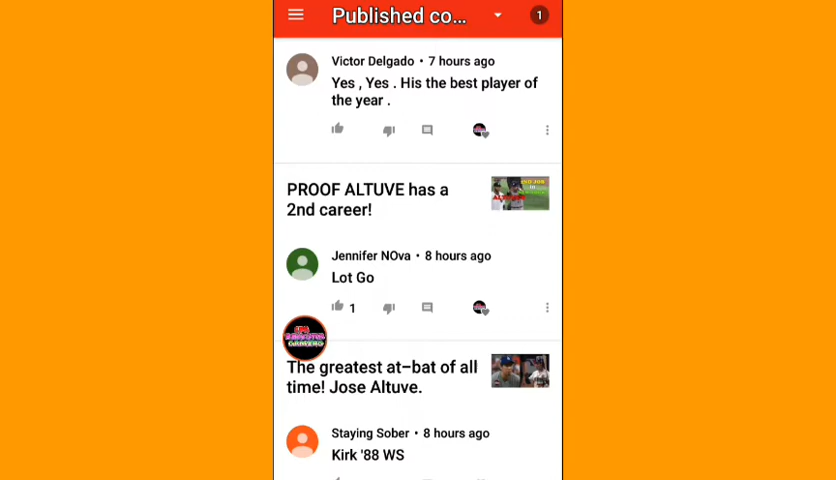 Published co...
1
Victor Delgado • 7 hours ago
Yes , Yes . His the best player of
the year .
PROOF ALTUVE has a
2nd career!
Jennifer NOva • 8 hours ago
Lot Go
1
The greatest at-bat of all
time! Jose Altuve.
Staying Sober • 8 hours ago
Kirk '88 WS